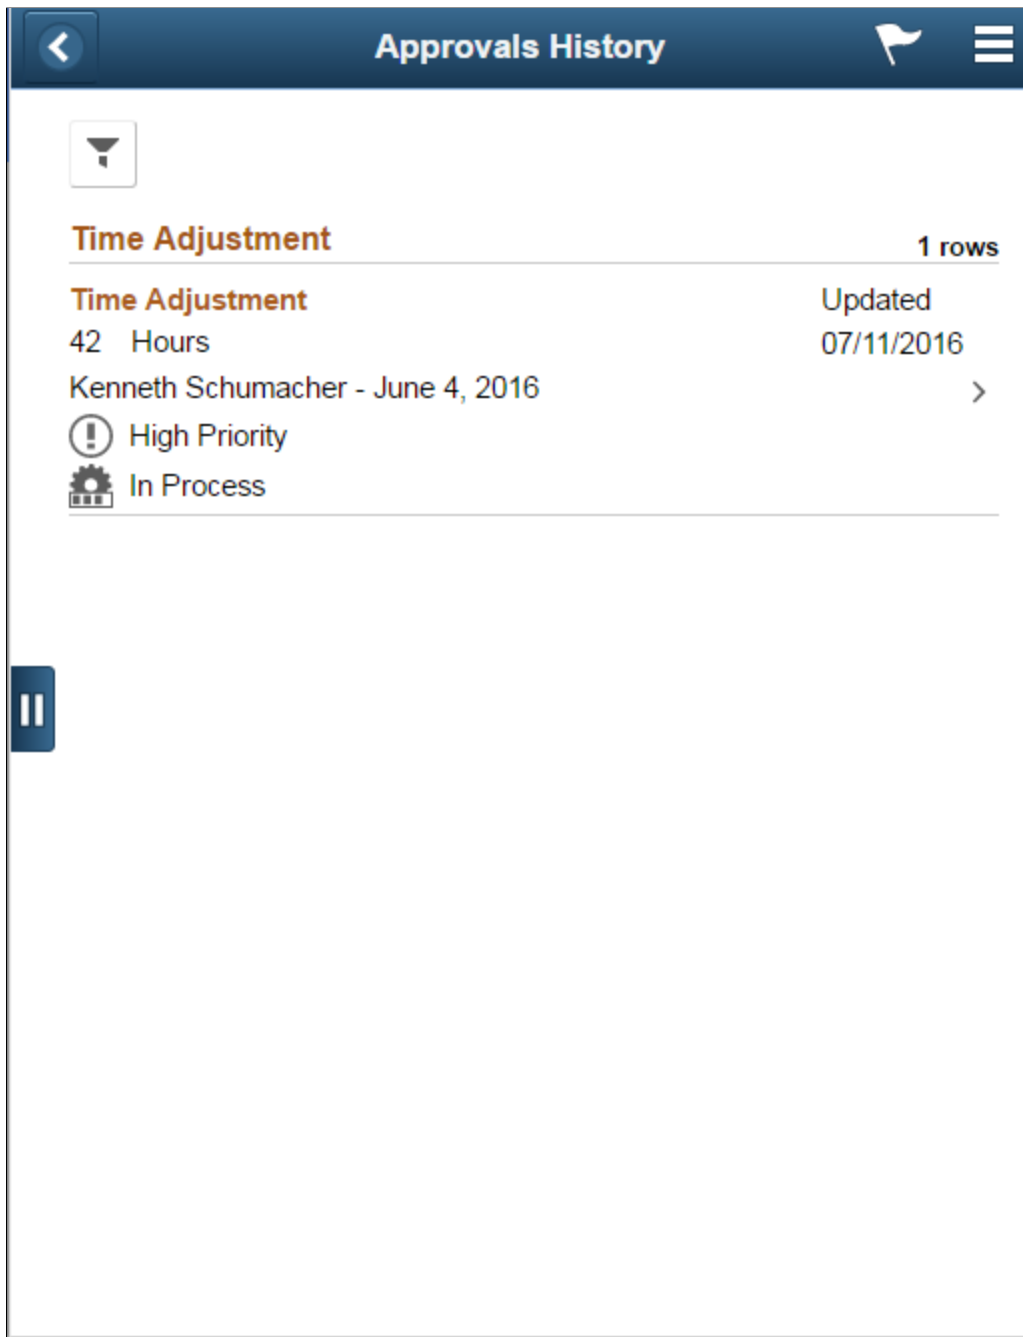 Approvals History
Time Adjustment
1 rows
Time Adjustment
Updated
42 Hours
07/11/2016
Kenneth Schumacher - June 4, 2016
High Priority
In Process